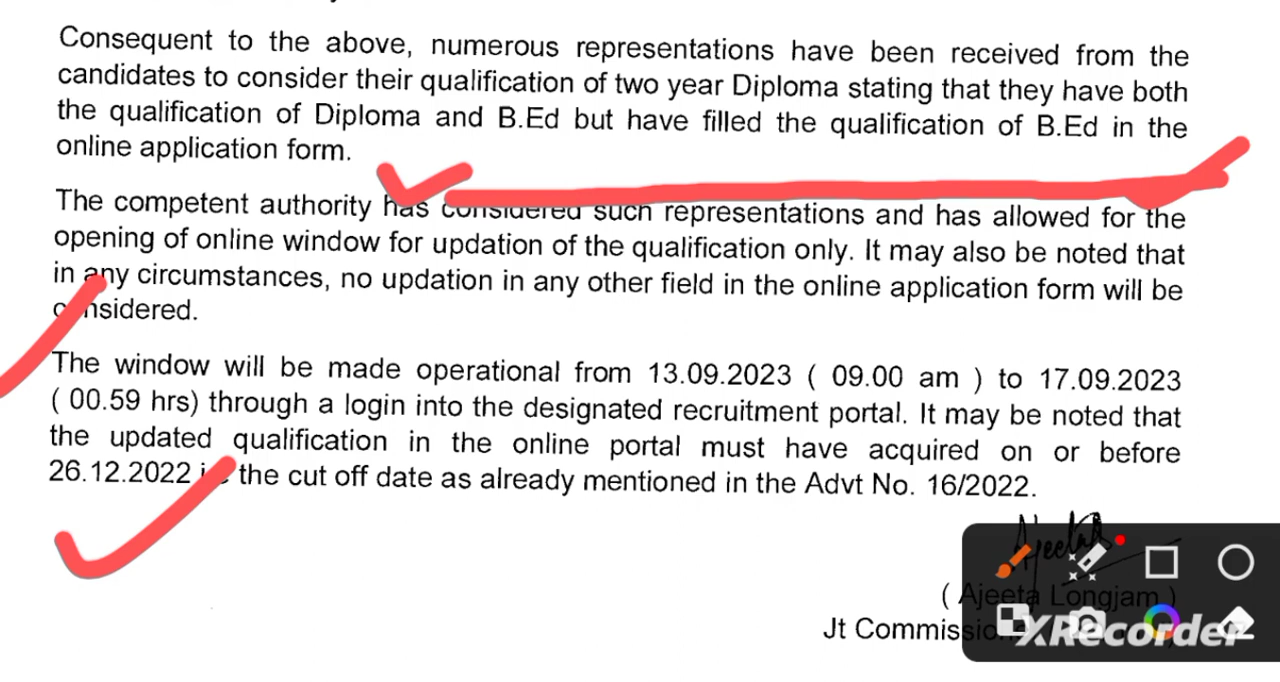 Consequent to the above, numerous representations have been received from the
candidates to consider their qualification of two year Diploma stating that they have both
the qualification of Diploma and B.Ed but have filled the qualification of B.Ed in the
online application form.
The competent authority has considered such representations and has allowed for the
opening of online window for updation of the qualification only. It may also be noted that
in any circumstances, no updation in any other field in the online application form will be
considered.
The window will be made operational from 13.09.2023 ( 09.00 am ) to 17.09.2023
( 00.59 hrs) through a login into the designated recruitment portal. It may be noted that
the updated qualification in the online portal must have acquired on or before
26.12.2022 the cut off date as already mentioned in the Advt No. 16/2022.
( Ajeeta Longjam )
Jt Commissio
XRecorder